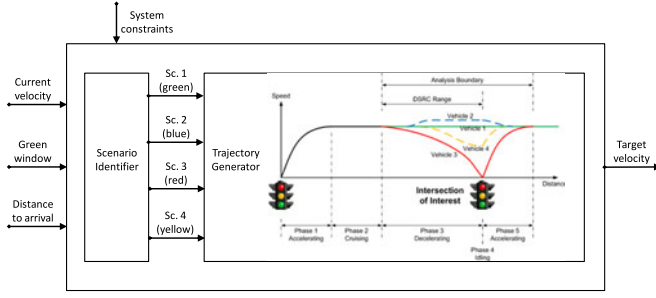 System
constraints
Current
velocity
Green
window
Distance
to arrival
Scenario
Identifier
Sc. 1
(green)
Sc. 2
(blue)
Sc. 3
(red)
Sc. 4
(yellow)
Trajectory
Generator
Analysis Boundary
DSRC Range
Speed
Vehicle 2
Vehicle 1
Vehicle 4
Vehicle 3
Distance
Intersection
of Interest
Phase 1
Accelerating
Phase 2
Cruising
Phase 3
Decelerating
Phase 4
Idling
Phase 5
Accelerating
Target
velocity